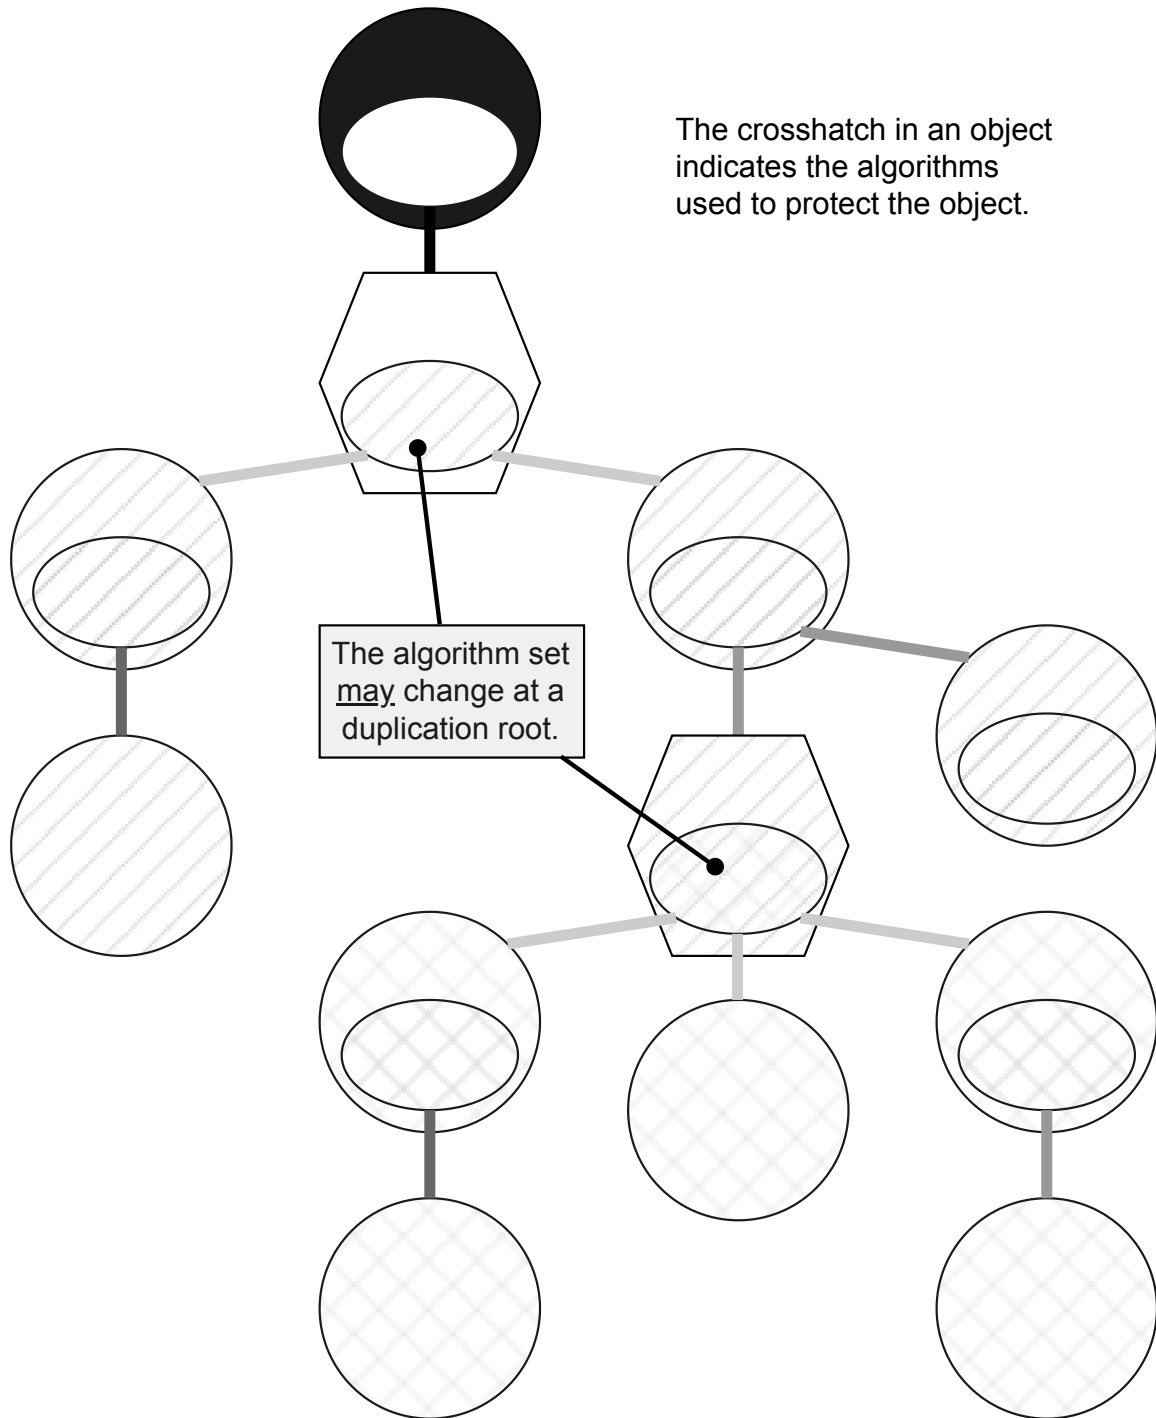 The crosshatch in an object
indicates the algorithms
used to protect the object.
The algorithm set
may change at a
duplication root.